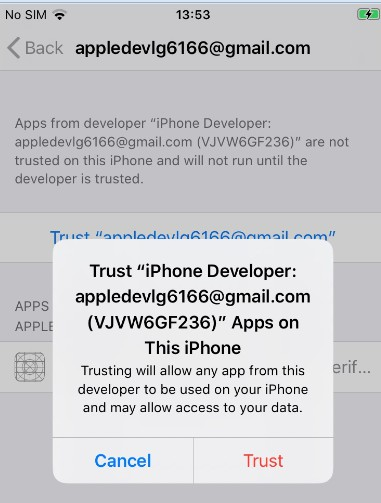 No SIM 13:53
Back appledevlg6166@gmail.com
Apps from developer “iPhone Developer:
appledevlg6166@gmail.com (VJVW6GF236)” are not
trusted on this iPhone and will not run until the
developer is trusted.
Trust “appledevlg6166@gmail.com”
Trust “iPhone Developer:
appledevlg6166@gmail.com
(VJVW6GF236)” Apps on
This iPhone
Trusting will allow any app from this
developer to be used on your iPhone
and may allow access to your data.
Cancel Trust
APPS